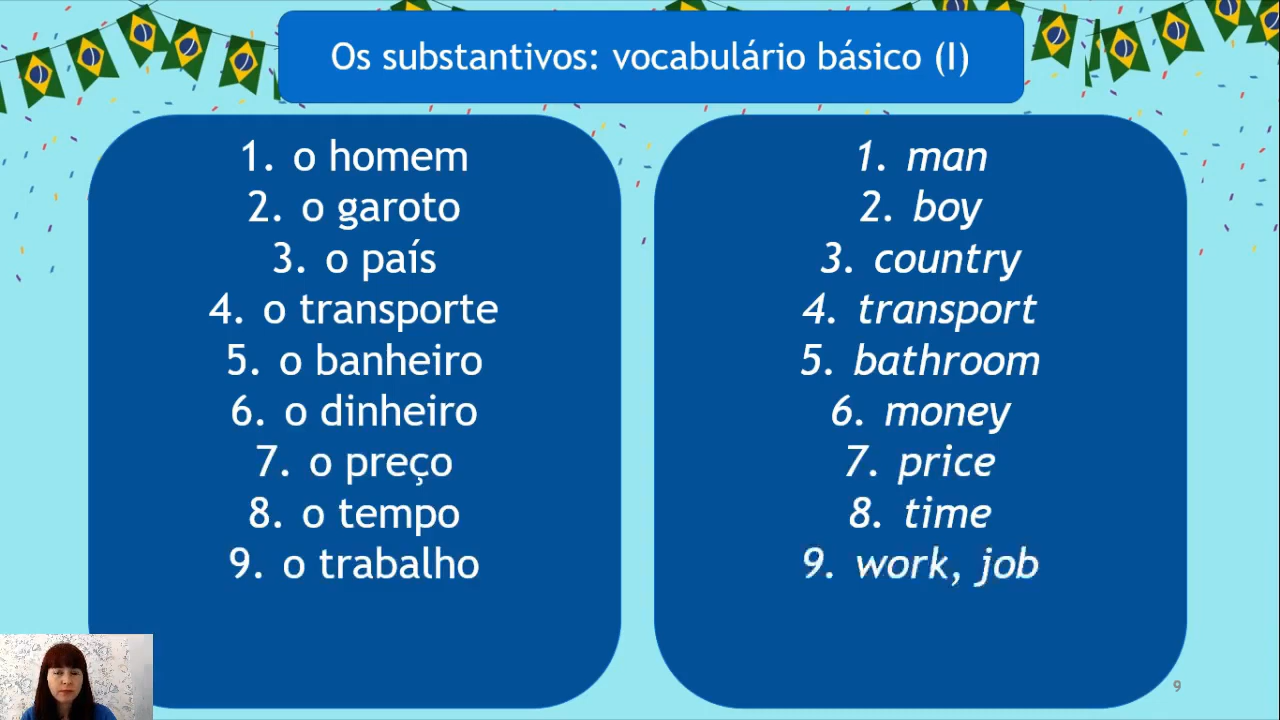 Os substantivos: vocabulário básico (I)
1. o homem
2. o garoto
3. o país
4. o transporte
5. o banheiro
6. o dinheiro
7. o preço
8. o tempo
9. o trabalho
1. man
2. boy
3. country
4. transport
5. bathroom
6. money
7. price
8. time
9. work, job
9